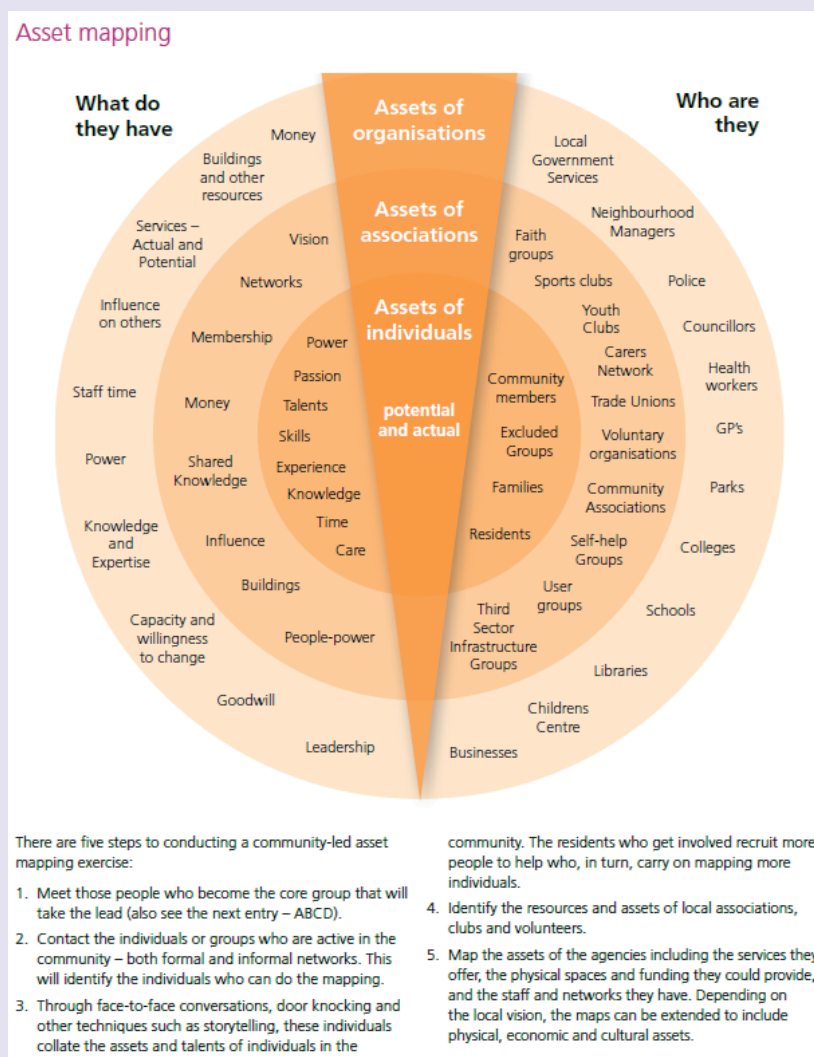 Asset mapping
What do
they have
Who are
they
Assets of
organisations
Assets of
associations
Assets of
individuals
potential
and actual
Money
Buildings
and other
resources
Services –
Actual and
Potential
Influence
on others
Staff time
Power
Knowledge
and
Expertise
Capacity and
willingness
to change
Goodwill
Leadership
Vision
Networks
Membership
Money
Shared
Knowledge
Influence
Buildings
People-power
Power
Passion
Talents
Skills
Experience
Knowledge
Time
Care
Community
members
Excluded
Groups
Families
Residents
Faith
groups
Sports clubs
Youth
Clubs
Carers
Network
Trade Unions
Voluntary
organisations
Community
Associations
Self-help
Groups
User
groups
Third
Sector
Infrastructure
Groups
Local
Government
Services
Neighbourhood
Managers
Police
Councillors
Health
workers
GP's
Parks
Colleges
Schools
Libraries
Childrens
Centre
Businesses
There are five steps to conducting a community-led asset
mapping exercise:
1. Meet those people who become the core group that will
take the lead (also see the next entry – ABCD).
2. Contact the individuals or groups who are active in the
community – both formal and informal networks. This
will identify the individuals who can do the mapping.
3. Through face-to-face conversations, door knocking and
other techniques such as storytelling, these individuals
collate the assets and talents of individuals in the
community. The residents who get involved recruit more
people to help who, in turn, carry on mapping more
individuals.
4. Identify the resources and assets of local associations,
clubs and volunteers.
5. Map the assets of the agencies including the services they
offer, the physical spaces and funding they could provide,
and the staff and networks they have. Depending on
the local vision, the maps can be extended to include
physical, economic and cultural assets.